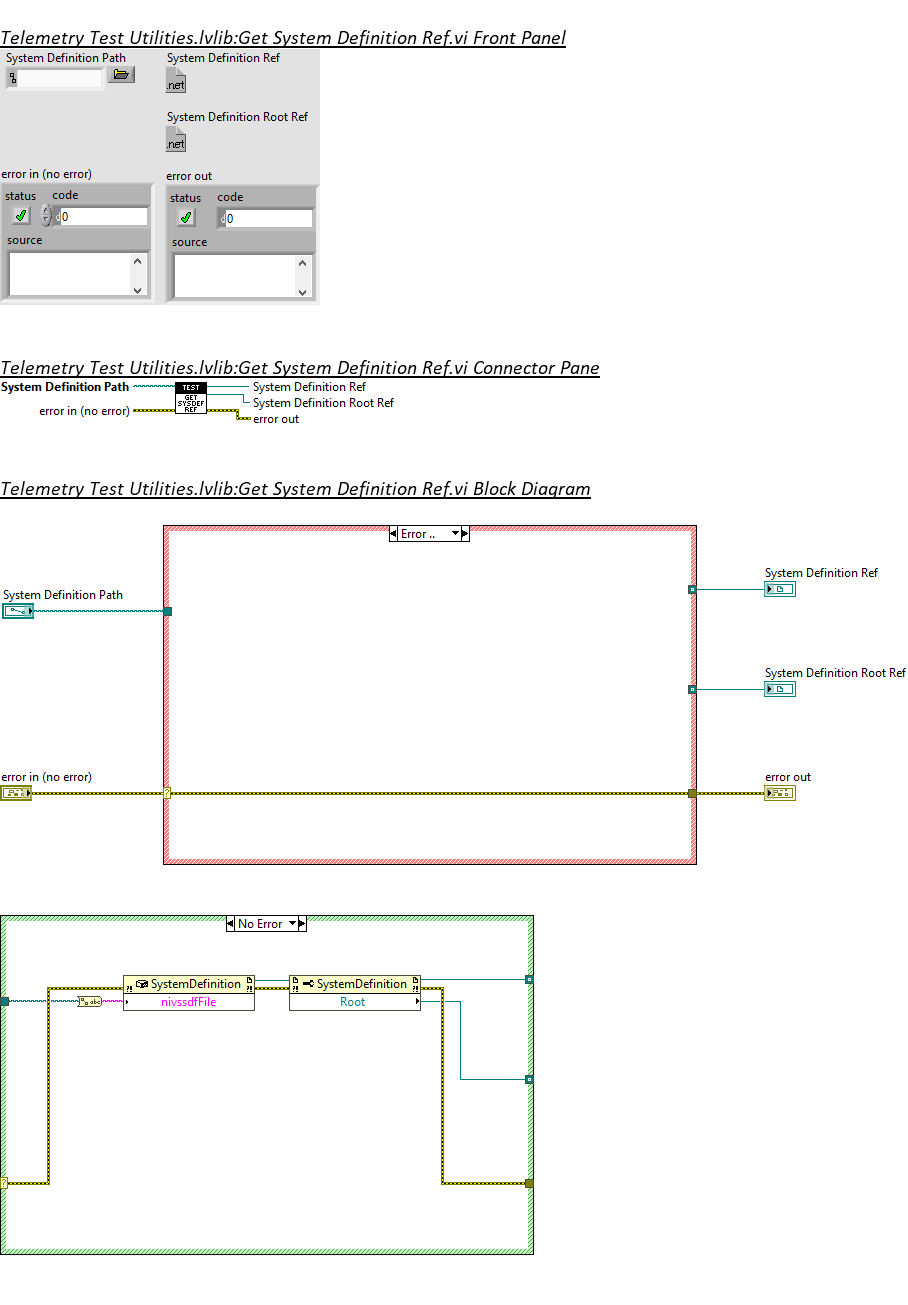 Telemetry Test Utilities.lvlib:Get System Definition Ref.vi Front Panel
System Definition Path
System Definition Ref
.net
System Definition Root Ref
.net
error in (no error)
error out
status code
0
source
status code
0
source
Telemetry Test Utilities.lvlib:Get System Definition Ref.vi Connector Pane
System Definition Path
TEST
GET
SYSDEF
REF
System Definition Ref
System Definition Root Ref
error in (no error)
error out
Telemetry Test Utilities.lvlib:Get System Definition Ref.vi Block Diagram
Error ..
System Definition Ref
System Definition Path
System Definition Root Ref
error in (no error)
error out
No Error
SystemDefinition
nivssdfFile
SystemDefinition
Root